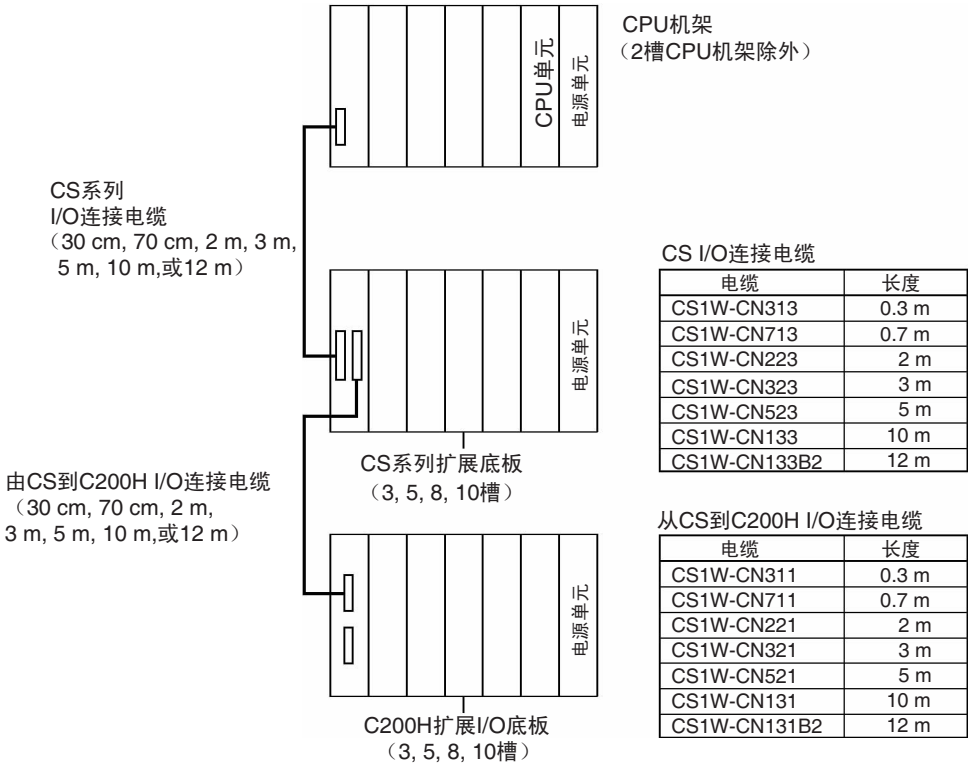 CPU机架
（2槽CPU机架除外）
CPU单元
电源单元
CS系列
I/O连接电缆
（30 cm, 70 cm, 2 m, 3 m,
5 m, 10 m,或12 m）
电源单元
CS系列扩展底板
（3, 5, 8, 10槽）
由CS到C200H I/O连接电缆
（30 cm, 70 cm, 2 m,
3 m, 5 m, 10 m,或12 m）
电源单元
C200H扩展I/O底板
（3, 5, 8, 10槽）
CS I/O连接电缆
电缆 长度
CS1W-CN313 0.3 m
CS1W-CN713 0.7 m
CS1W-CN223 2 m
CS1W-CN323 3 m
CS1W-CN523 5 m
CS1W-CN133 10 m
CS1W-CN133B2 12 m
从CS到C200H I/O连接电缆
电缆 长度
CS1W-CN311 0.3 m
CS1W-CN711 0.7 m
CS1W-CN221 2 m
CS1W-CN321 3 m
CS1W-CN521 5 m
CS1W-CN131 10 m
CS1W-CN131B2 12 m